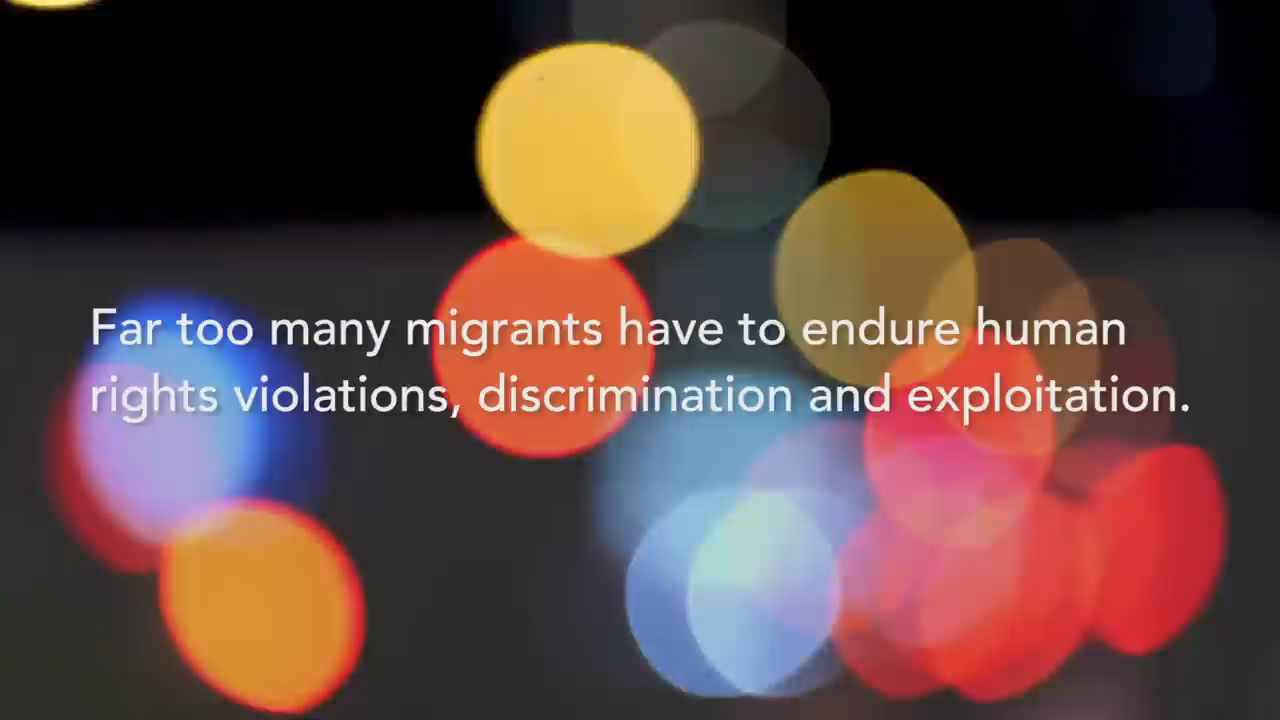 Far too many migrants have to endure human
rights violations, discrimination and exploitation.